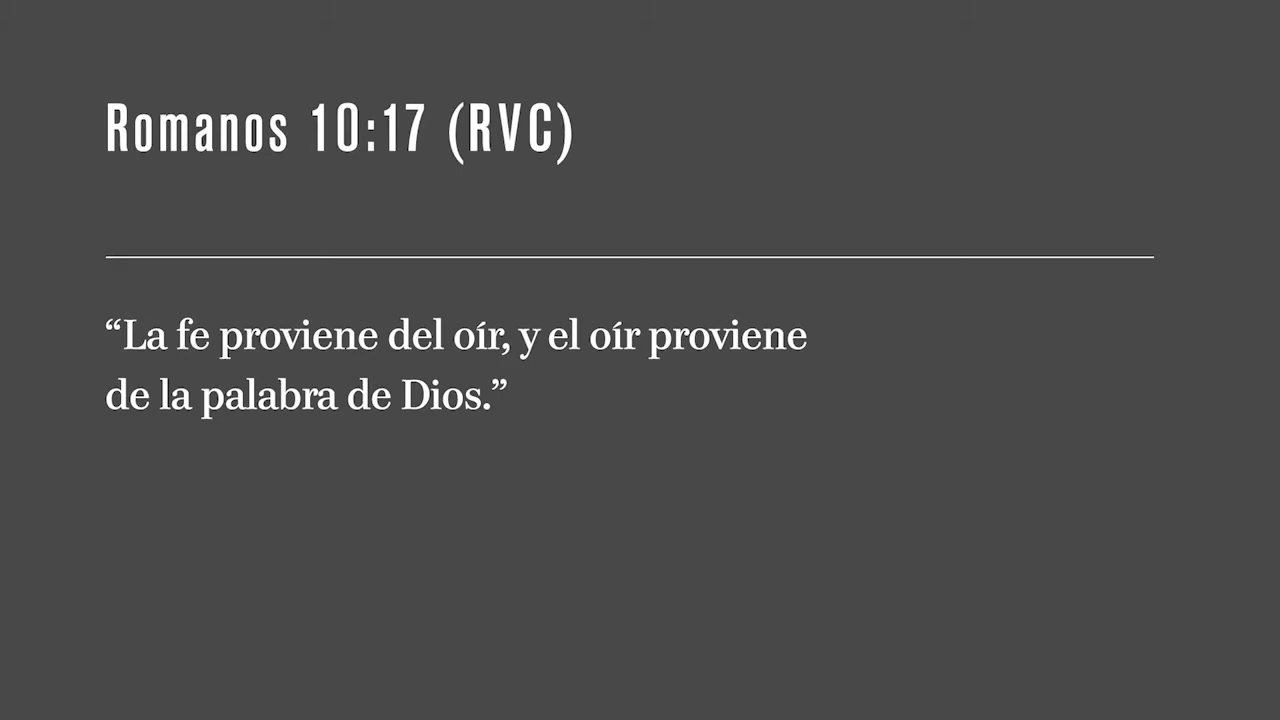 Romanos 10:17 (RVC)
“La fe proviene del oír, y el oír proviene
de la palabra de Dios.”